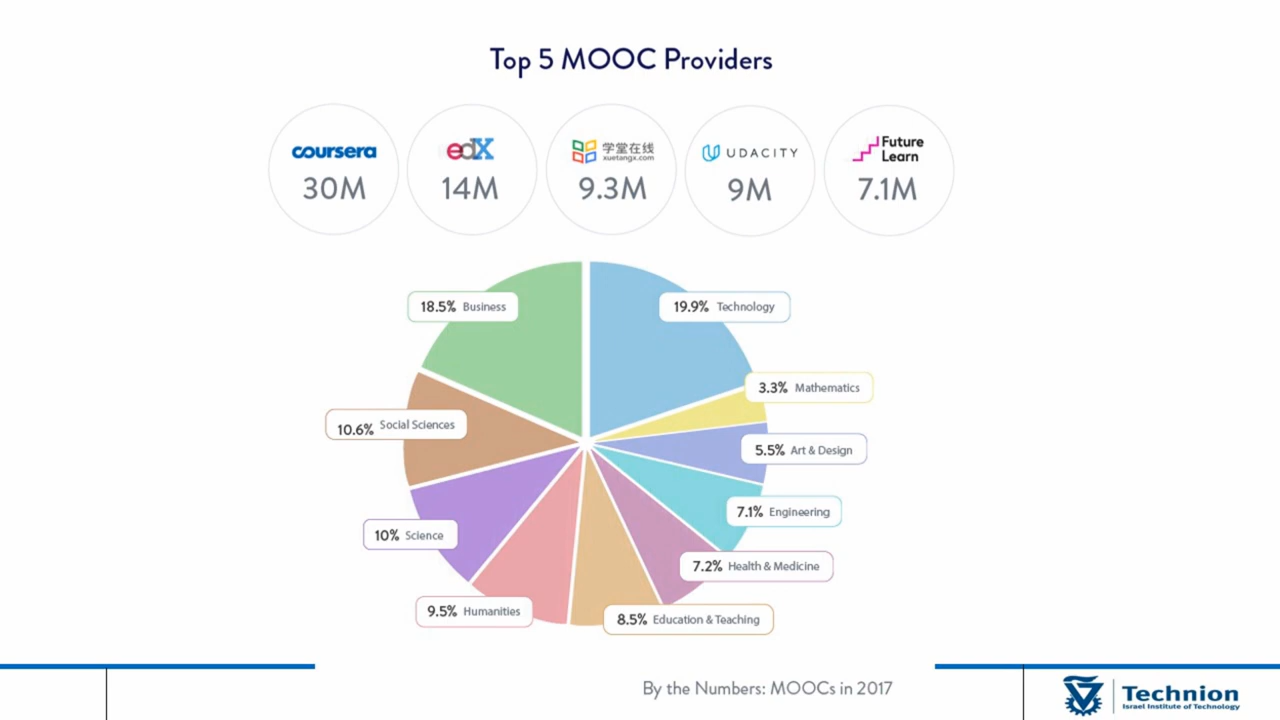 Top 5 MOOC Providers
coursera
30M
edX
14M
学堂在线
xuetangx.com
9.3M
UDACITY
9M
Future
Learn
7.1M
18.5% Business
19.9% Technology
3.3% Mathematics
10.6% Social Sciences
5.5% Art & Design
7.1% Engineering
10% Science
7.2% Health & Medicine
9.5% Humanities
8.5% Education & Teaching
By the Numbers: MOOCs in 2017
Technion
Israel Institute of Technology